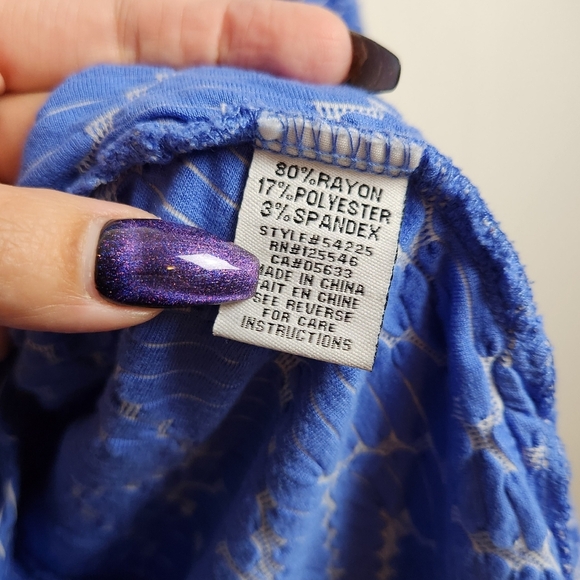 80%RAYON
17%POLYESTER
3%SPANDEX
STYLE#54225
RN#125546
CA#05633
MADE IN CHINA
FAIT EN CHINE
SEE REVERSE
FOR CARE
INSTRUCTIONS